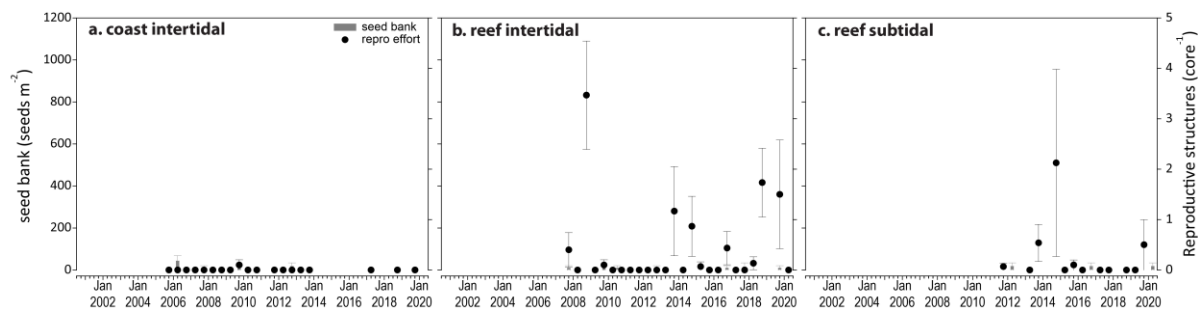 a. coast intertidal
seed bank
repro effort
b. reef intertidal
c. reef subtidal
seed bank (seeds m⁻²)
1200
1000
800
600
400
200
0
5
4
3
2
1
0
Reproductive structures (core⁻¹)
Jan Jan Jan Jan Jan Jan Jan Jan Jan Jan
2002 2004 2006 2008 2010 2012 2014 2016 2018 2020
Jan Jan Jan Jan Jan Jan Jan Jan Jan Jan
2002 2004 2006 2008 2010 2012 2014 2016 2018 2020
Jan Jan Jan Jan Jan Jan Jan Jan Jan Jan
2002 2004 2006 2008 2010 2012 2014 2016 2018 2020